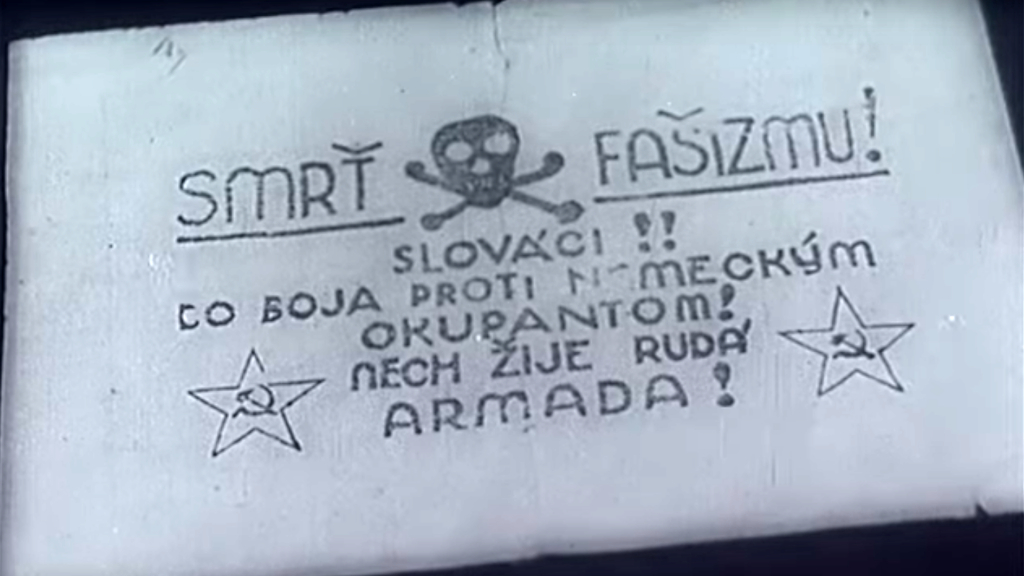 SMRŤ FAŠIZMU!
SLOVÁCI !!
DO BOJA PROTI NEMECKÝM
OKUPANTOM!
NECH ŽIJE RUDÁ
ARMADA !